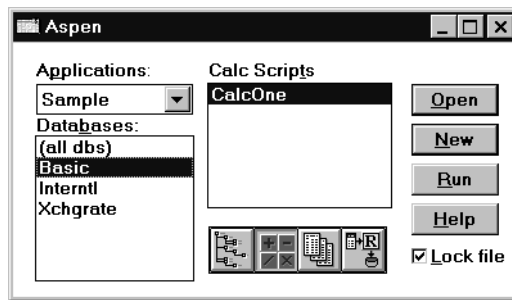 Aspen
Applications:
Sample
Databases:
(all dbs)
Basic
Interntl
Xchgrate
Calc Scripts
CalcOne
R
Open
New
Run
Help
Lock file